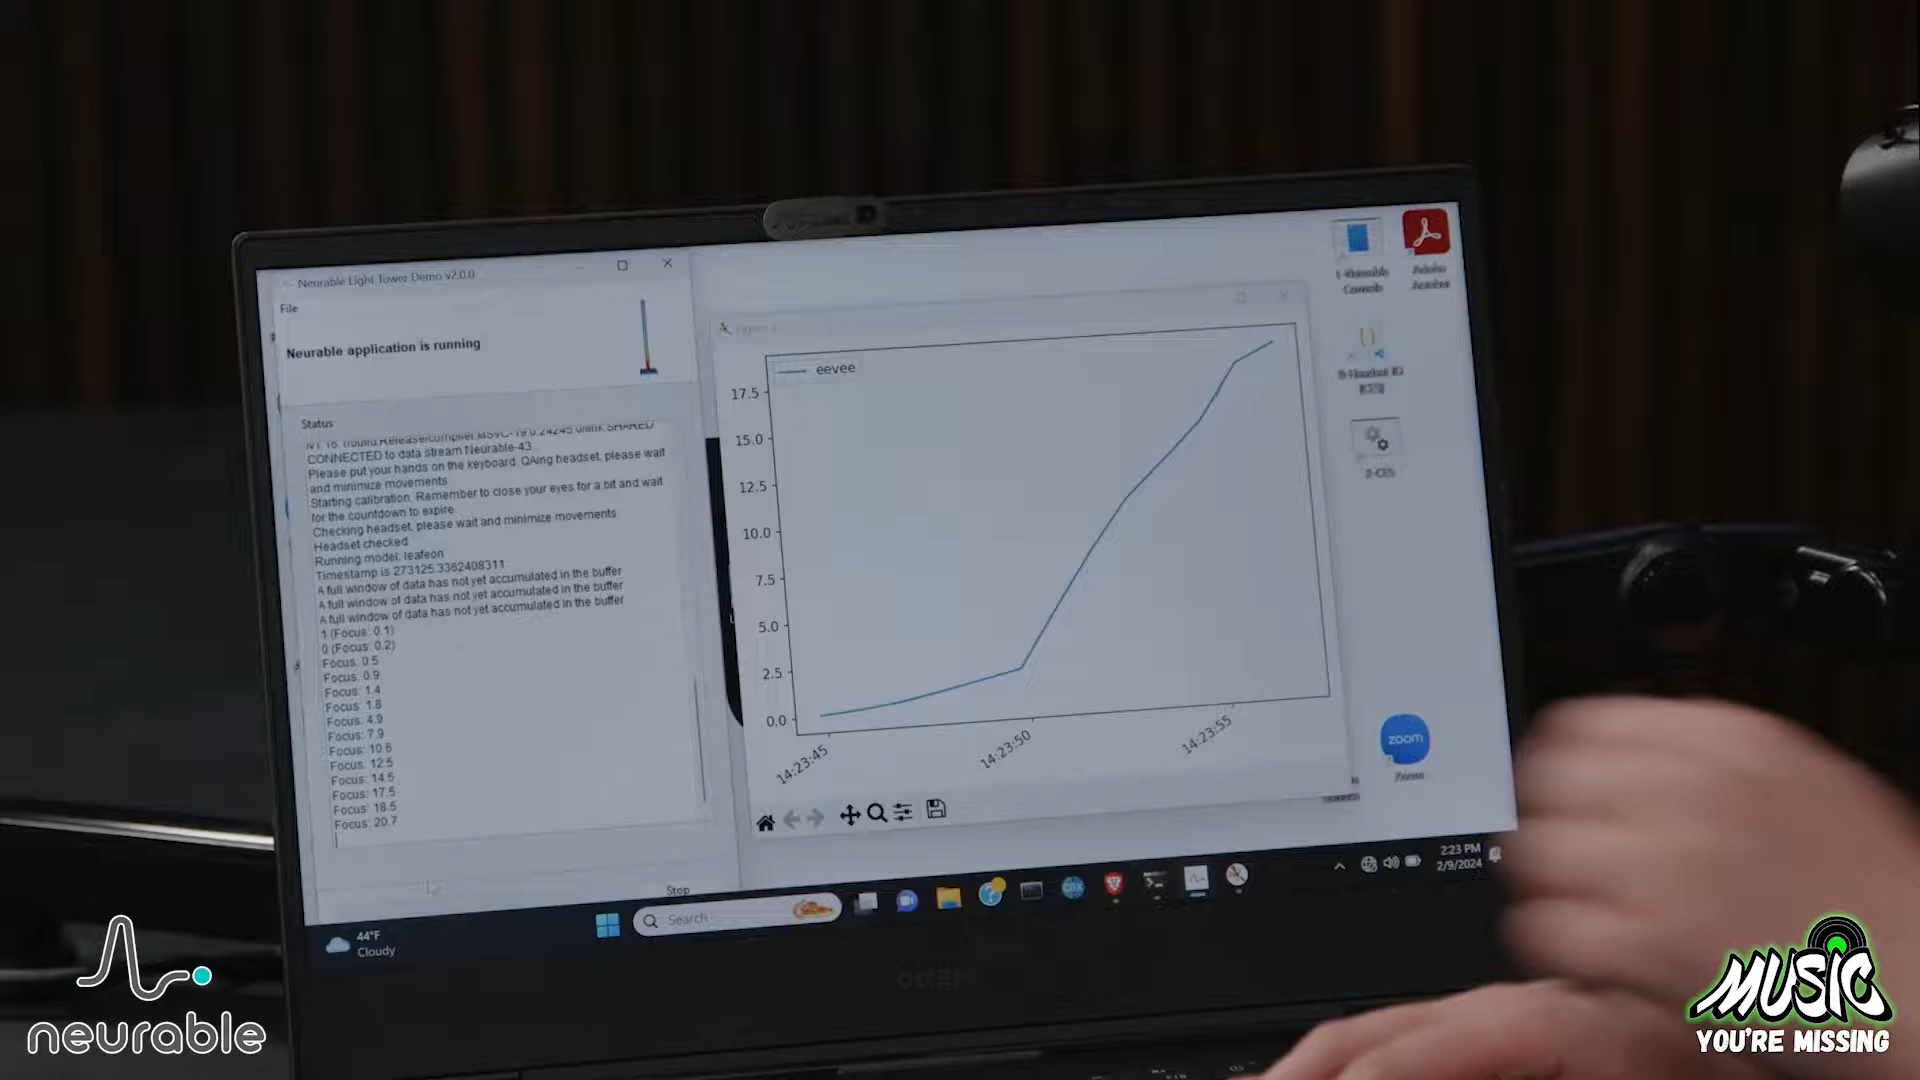 Neurable Light Tower Demo v2.0.0
File
Neurable application is running
Status
CONNECTED to data stream Neurable-43
Please put your hands on the keyboard. QAing headset, please wait
and minimize movements
Starting calibration. Remember to close your eyes for a bit and wait
for the countdown to expire
Checking headset, please wait and minimize movements
Headset checked
Running model: leafeon
Timestamp is 273125.3362408311
A full window of data has not yet accumulated in the buffer
A full window of data has not yet accumulated in the buffer
A full window of data has not yet accumulated in the buffer
1 (Focus: 0.1)
0 (Focus: 0.2)
Focus: 0.5
Focus: 0.9
Focus: 1.4
Focus: 1.8
Focus: 4.9
Focus: 7.9
Focus: 10.6
Focus: 12.5
Focus: 14.5
Focus: 17.5
Focus: 18.5
Focus: 20.7
Stop
eevee
17.5
15.0
12.5
10.0
7.5
5.0
2.5
0.0
14:23:45
14:23:50
14:23:55
Adobe
Acrobat
zoom
Zoom
44°F
Cloudy
Search
2:23 PM
2/9/2024
neurable
MUSIC
YOU'RE MISSING